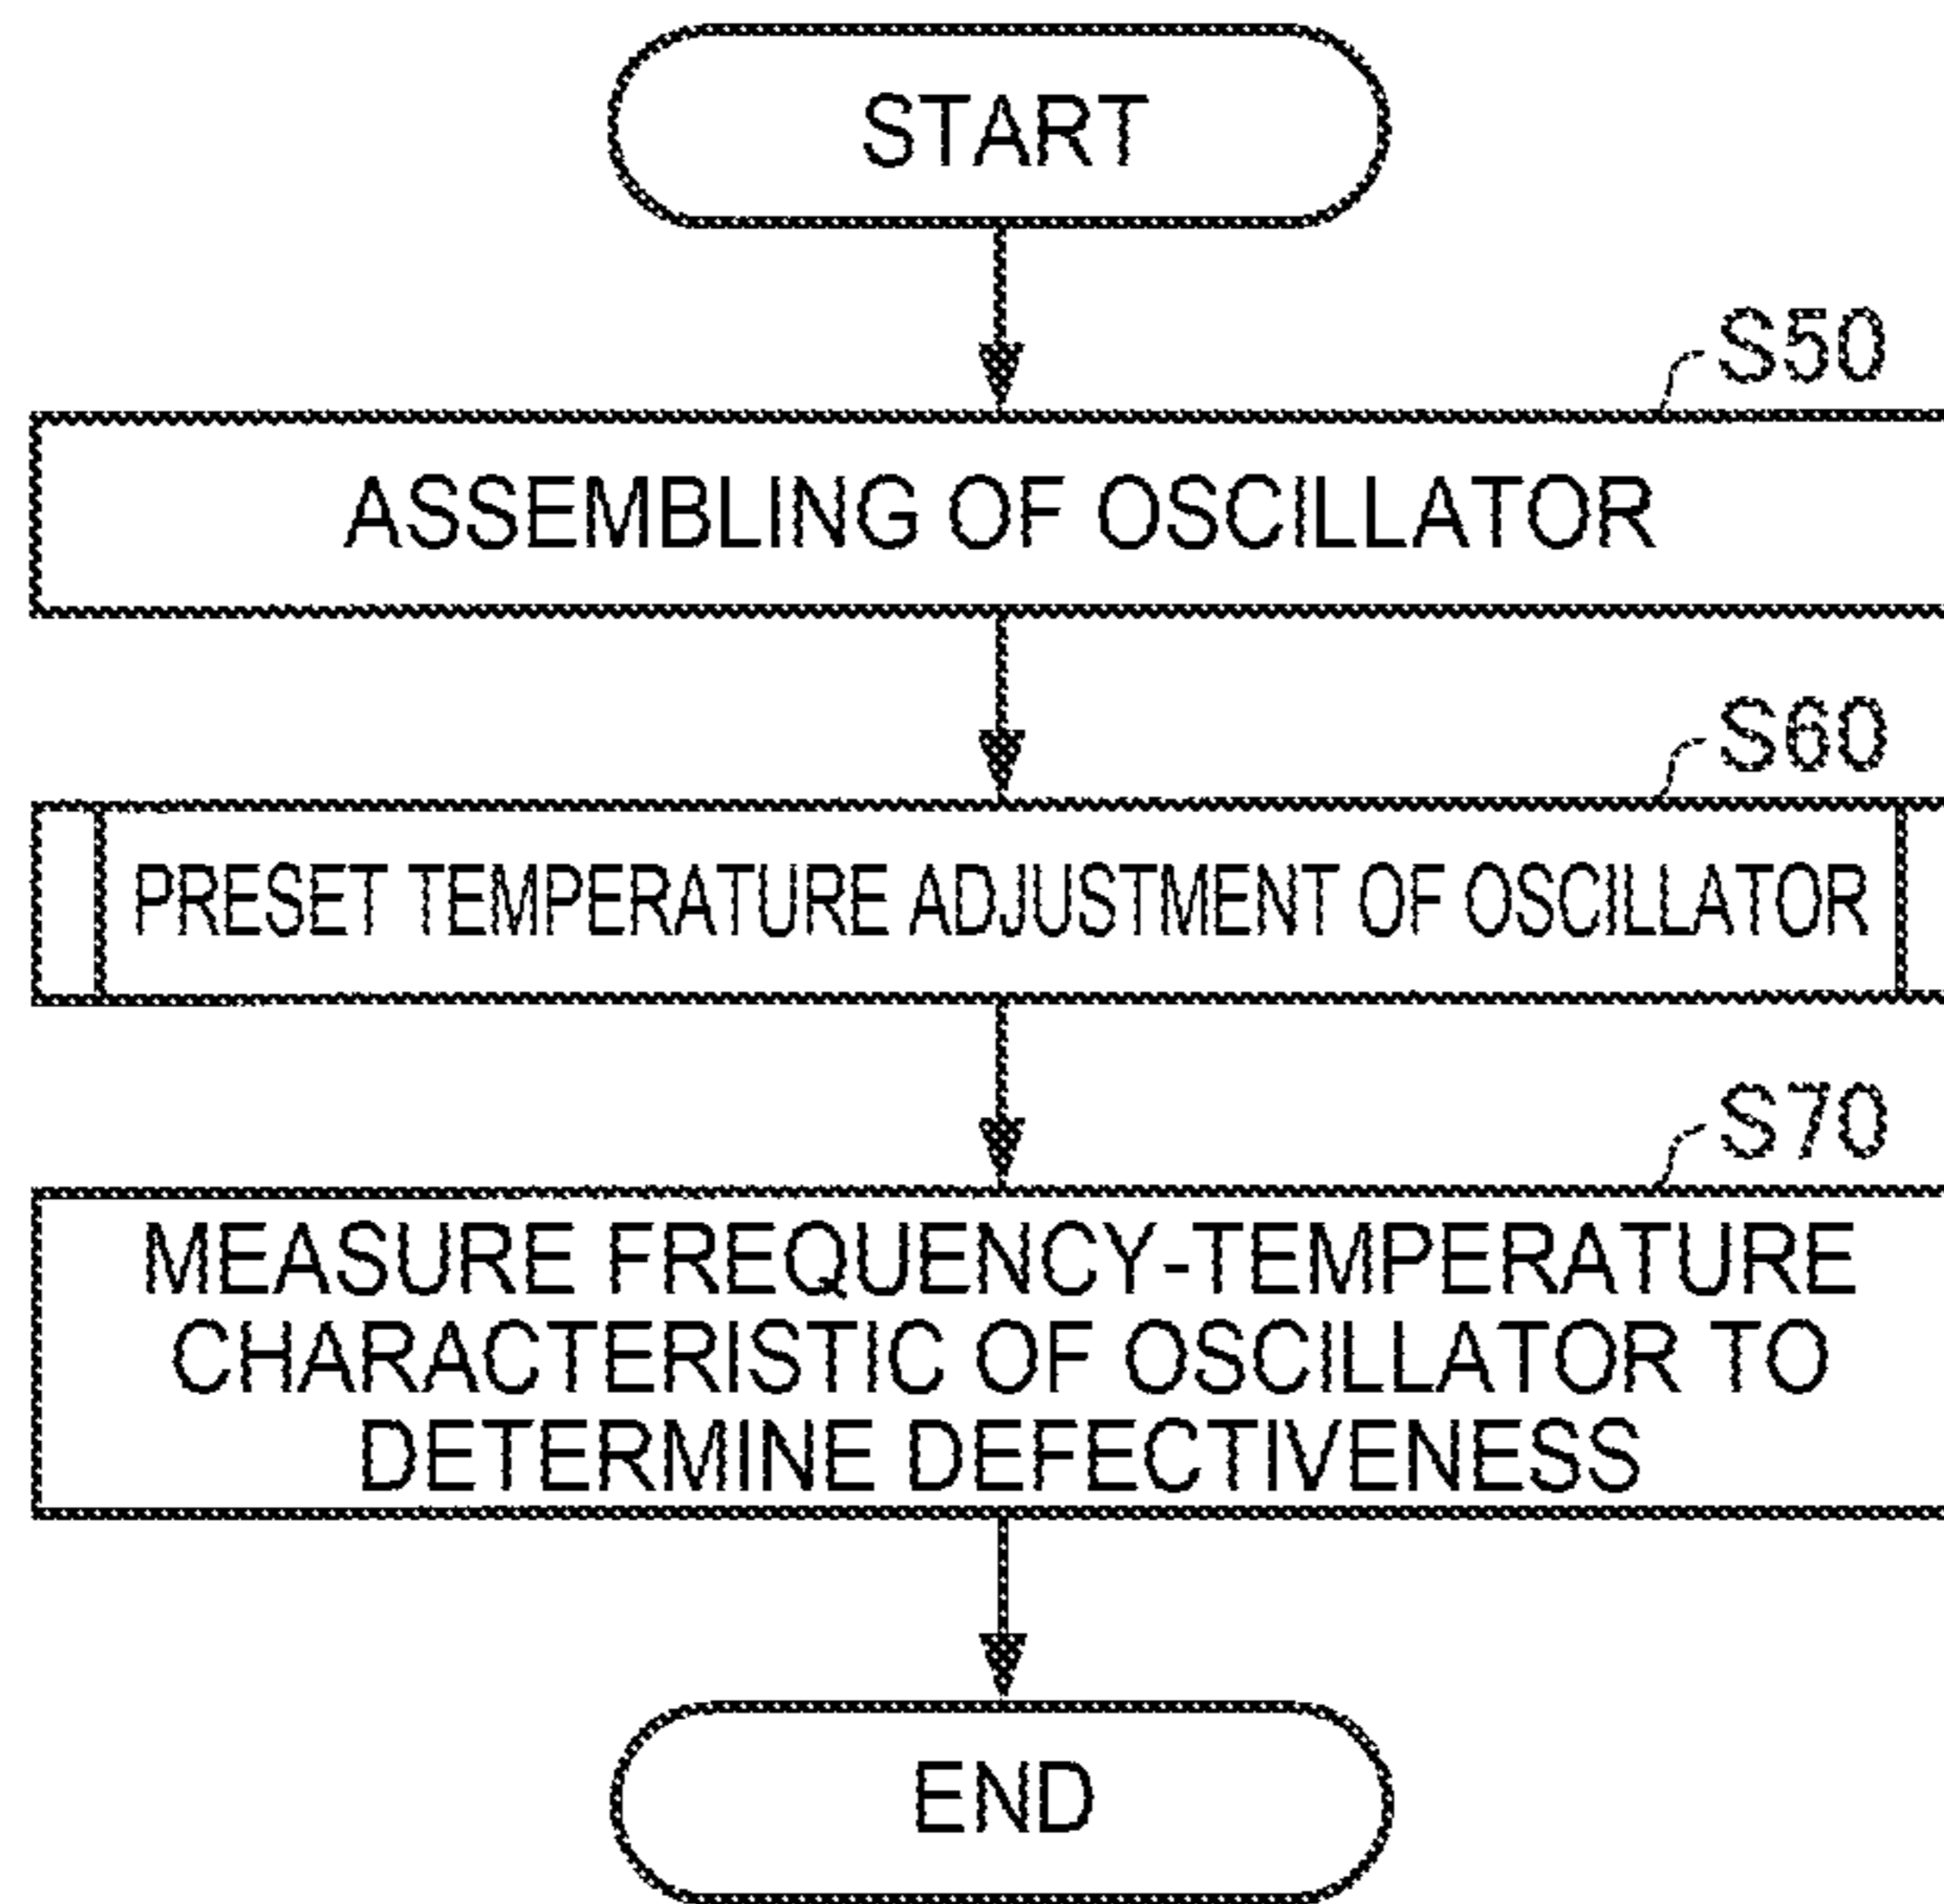 START
S50
ASSEMBLING OF OSCILLATOR
S60
PRESET TEMPERATURE ADJUSTMENT OF OSCILLATOR
S70
MEASURE FREQUENCY-TEMPERATURE
CHARACTERISTIC OF OSCILLATOR TO
DETERMINE DEFECTIVENESS
END